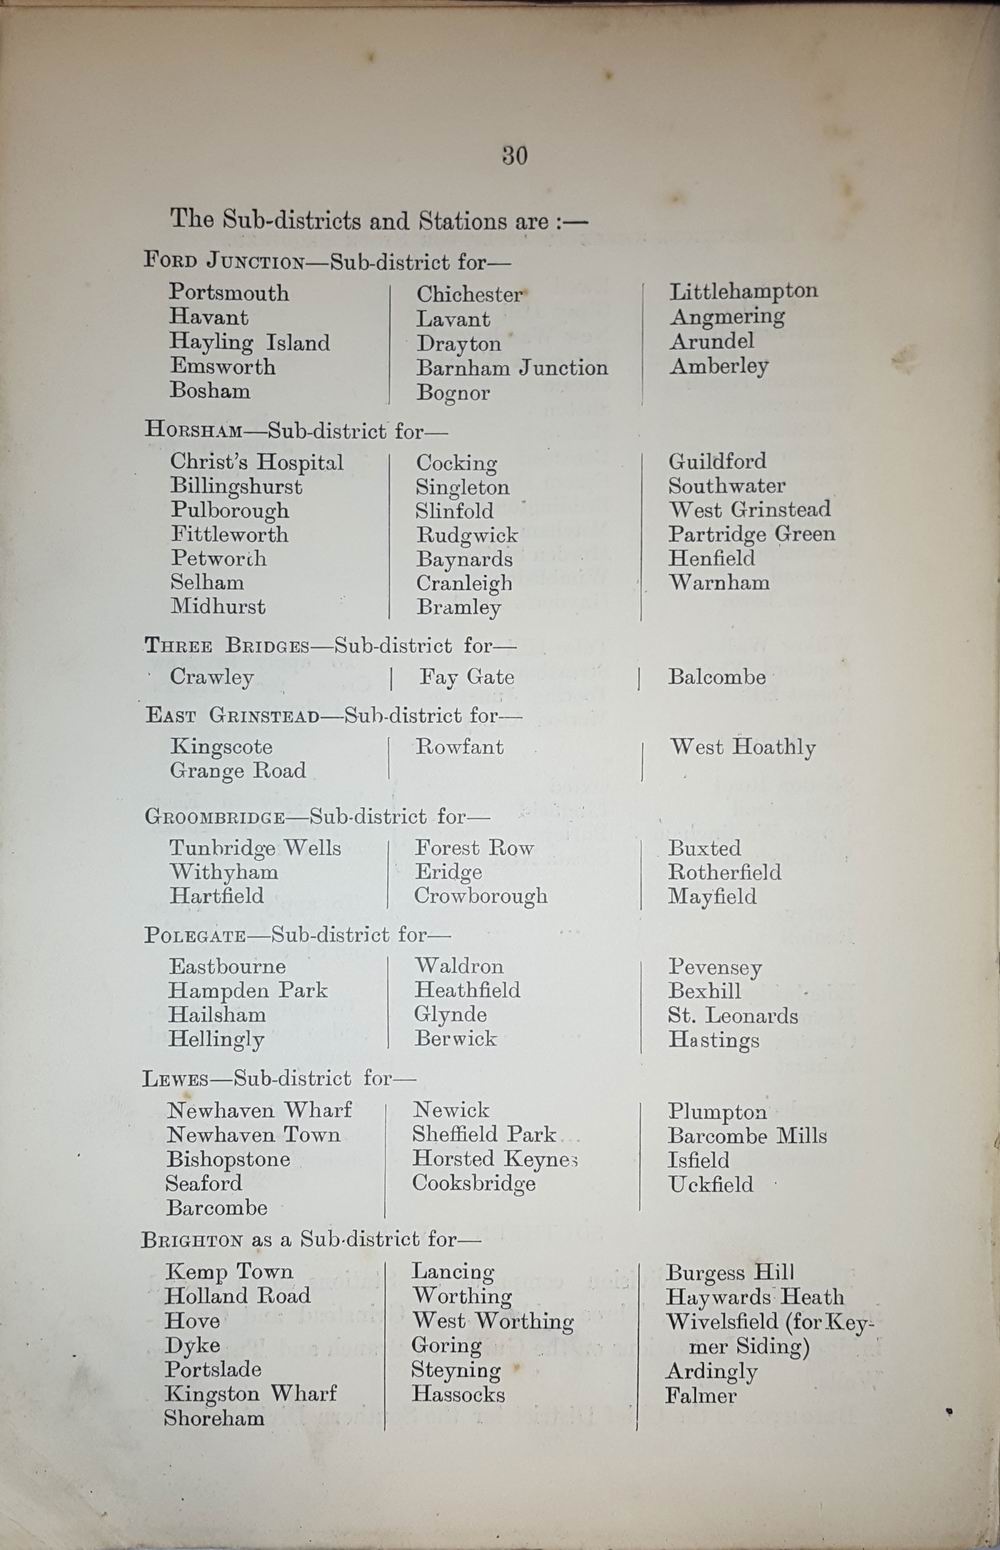 30
The Sub-districts and Stations are :—
FORD JUNCTION—Sub-district for—
Portsmouth
Havant
Hayling Island
Emsworth
Bosham
Chichester
Lavant
Drayton
Barnham Junction
Bognor
Littlehampton
Angmering
Arundel
Amberley
HORSHAM—Sub-district for—
Christ's Hospital
Billingshurst
Pulborough
Fittleworth
Petworth
Selham
Midhurst
Cocking
Singleton
Slinfold
Rudgwick
Baynards
Cranleigh
Bramley
Guildford
Southwater
West Grinstead
Partridge Green
Henfield
Warnham
THREE BRIDGES—Sub-district for—
Crawley
Fay Gate
Balcombe
EAST GRINSTEAD—Sub-district for—
Kingscote
Grange Road
Rowfant
West Hoathly
GROOMBRIDGE—Sub-district for—
Tunbridge Wells
Withyham
Hartfield
Forest Row
Eridge
Crowborough
Buxted
Rotherfield
Mayfield
POLEGATE—Sub-district for—
Eastbourne
Hampden Park
Hailsham
Hellingly
Waldron
Heathfield
Glynde
Berwick
Pevensey
Bexhill
St. Leonards
Hastings
LEWES—Sub-district for—
Newhaven Wharf
Newhaven Town
Bishopstone
Seaford
Barcombe
Newick
Sheffield Park
Horsted Keynes
Cooksbridge
Plumpton
Barcombe Mills
Isfield
Uckfield
BRIGHTON as a Sub-district for—
Kemp Town
Holland Road
Hove
Dyke
Portslade
Kingston Wharf
Shoreham
Lancing
Worthing
West Worthing
Goring
Steyning
Hassocks
Burgess Hill
Haywards Heath
Wivelsfield (for Key-
mer Siding)
Ardingly
Falmer